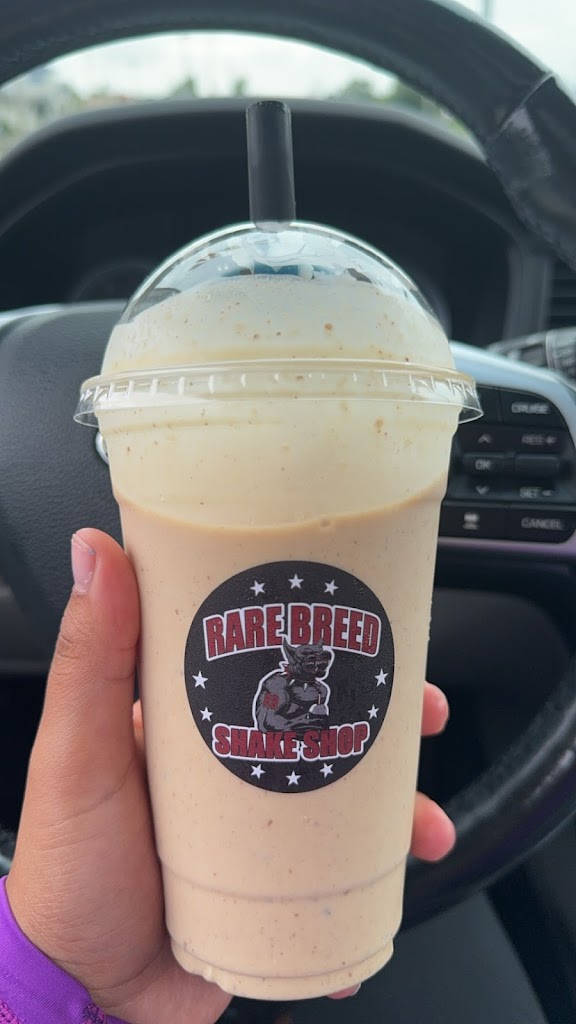 RARE BREED
SHAKE SHOP
CRUISE
RES +
OK
SET −
CANCEL